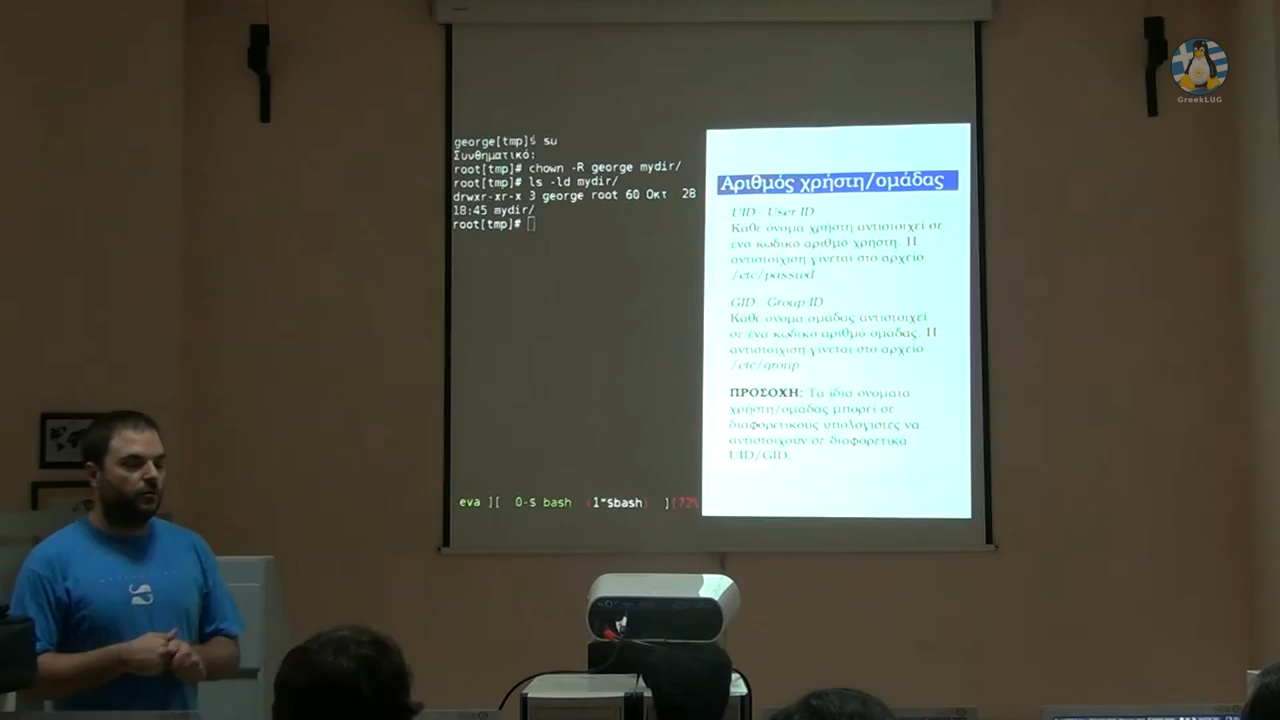 GreekLUG
george[tmp]$ su
Συνθηματικό:
root[tmp]# chown -R george mydir/
root[tmp]# ls -ld mydir/
drwxr-xr-x 3 george root 60 Οκτ  28
18:45 mydir/
root[tmp]#
eva ][  0-$ bash  (1*$bash)  ][73%
Αριθμός χρήστη/ομάδας
UID   User ID
Κάθε όνομα χρήστη αντιστοιχεί σε
ένα κωδικό αριθμό χρήστη. Η
αντιστοίχιση γίνεται στο αρχείο
/etc/passwd
GID   Group ID
Κάθε όνομα ομάδας αντιστοιχεί
σε ένα κωδικό αριθμό ομάδας. Η
αντιστοίχιση γίνεται στο αρχείο
/etc/group
ΠΡΟΣΟΧΗ: Τα ίδια ονόματα
χρήστη/ομάδας μπορεί σε
διαφορετικούς υπολογιστές να
αντιστοιχούν σε διαφορετικά
UID/GID.